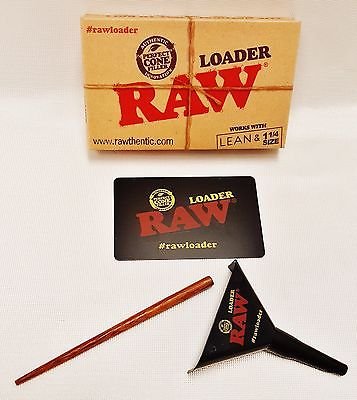 #rawloader
AUTHENTIC
PERFECT
CONE
FILLER
LOADER
RAW®
WORKS WITH
www.rawthentic.com
LEAN & 1¼ SIZE
LOADER
RAW®
#rawloader
LOADER
RAW
#rawloader